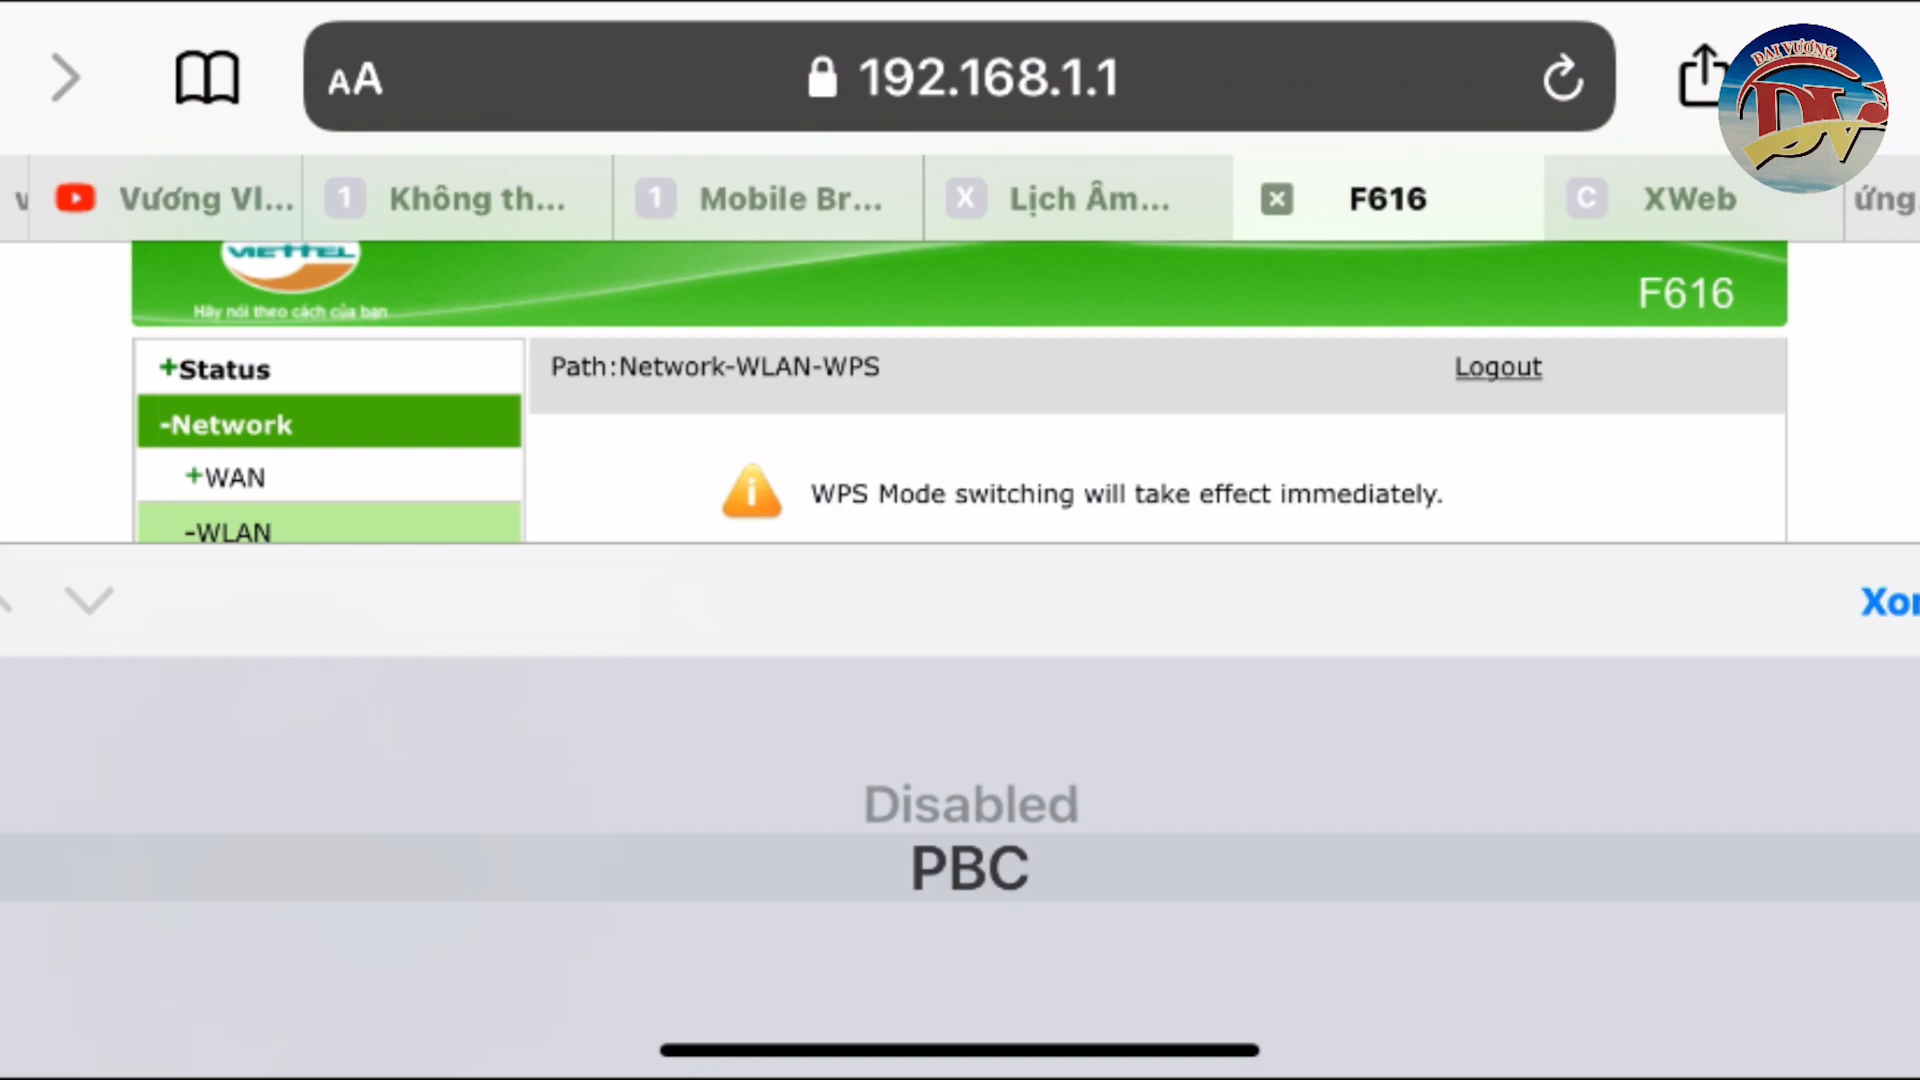 AA 192.168.1.1
ĐẠI VƯƠNG
DV
Vương Vl...
1 Không th...
1 Mobile Br...
X Lịch Âm...
F616
C XWeb
ứng
VIETTEL
Hãy nói theo cách của bạn
F616
+Status
Path:Network-WLAN-WPS
Logout
-Network
+WAN
WPS Mode switching will take effect immediately.
-WLAN
Disabled
PBC